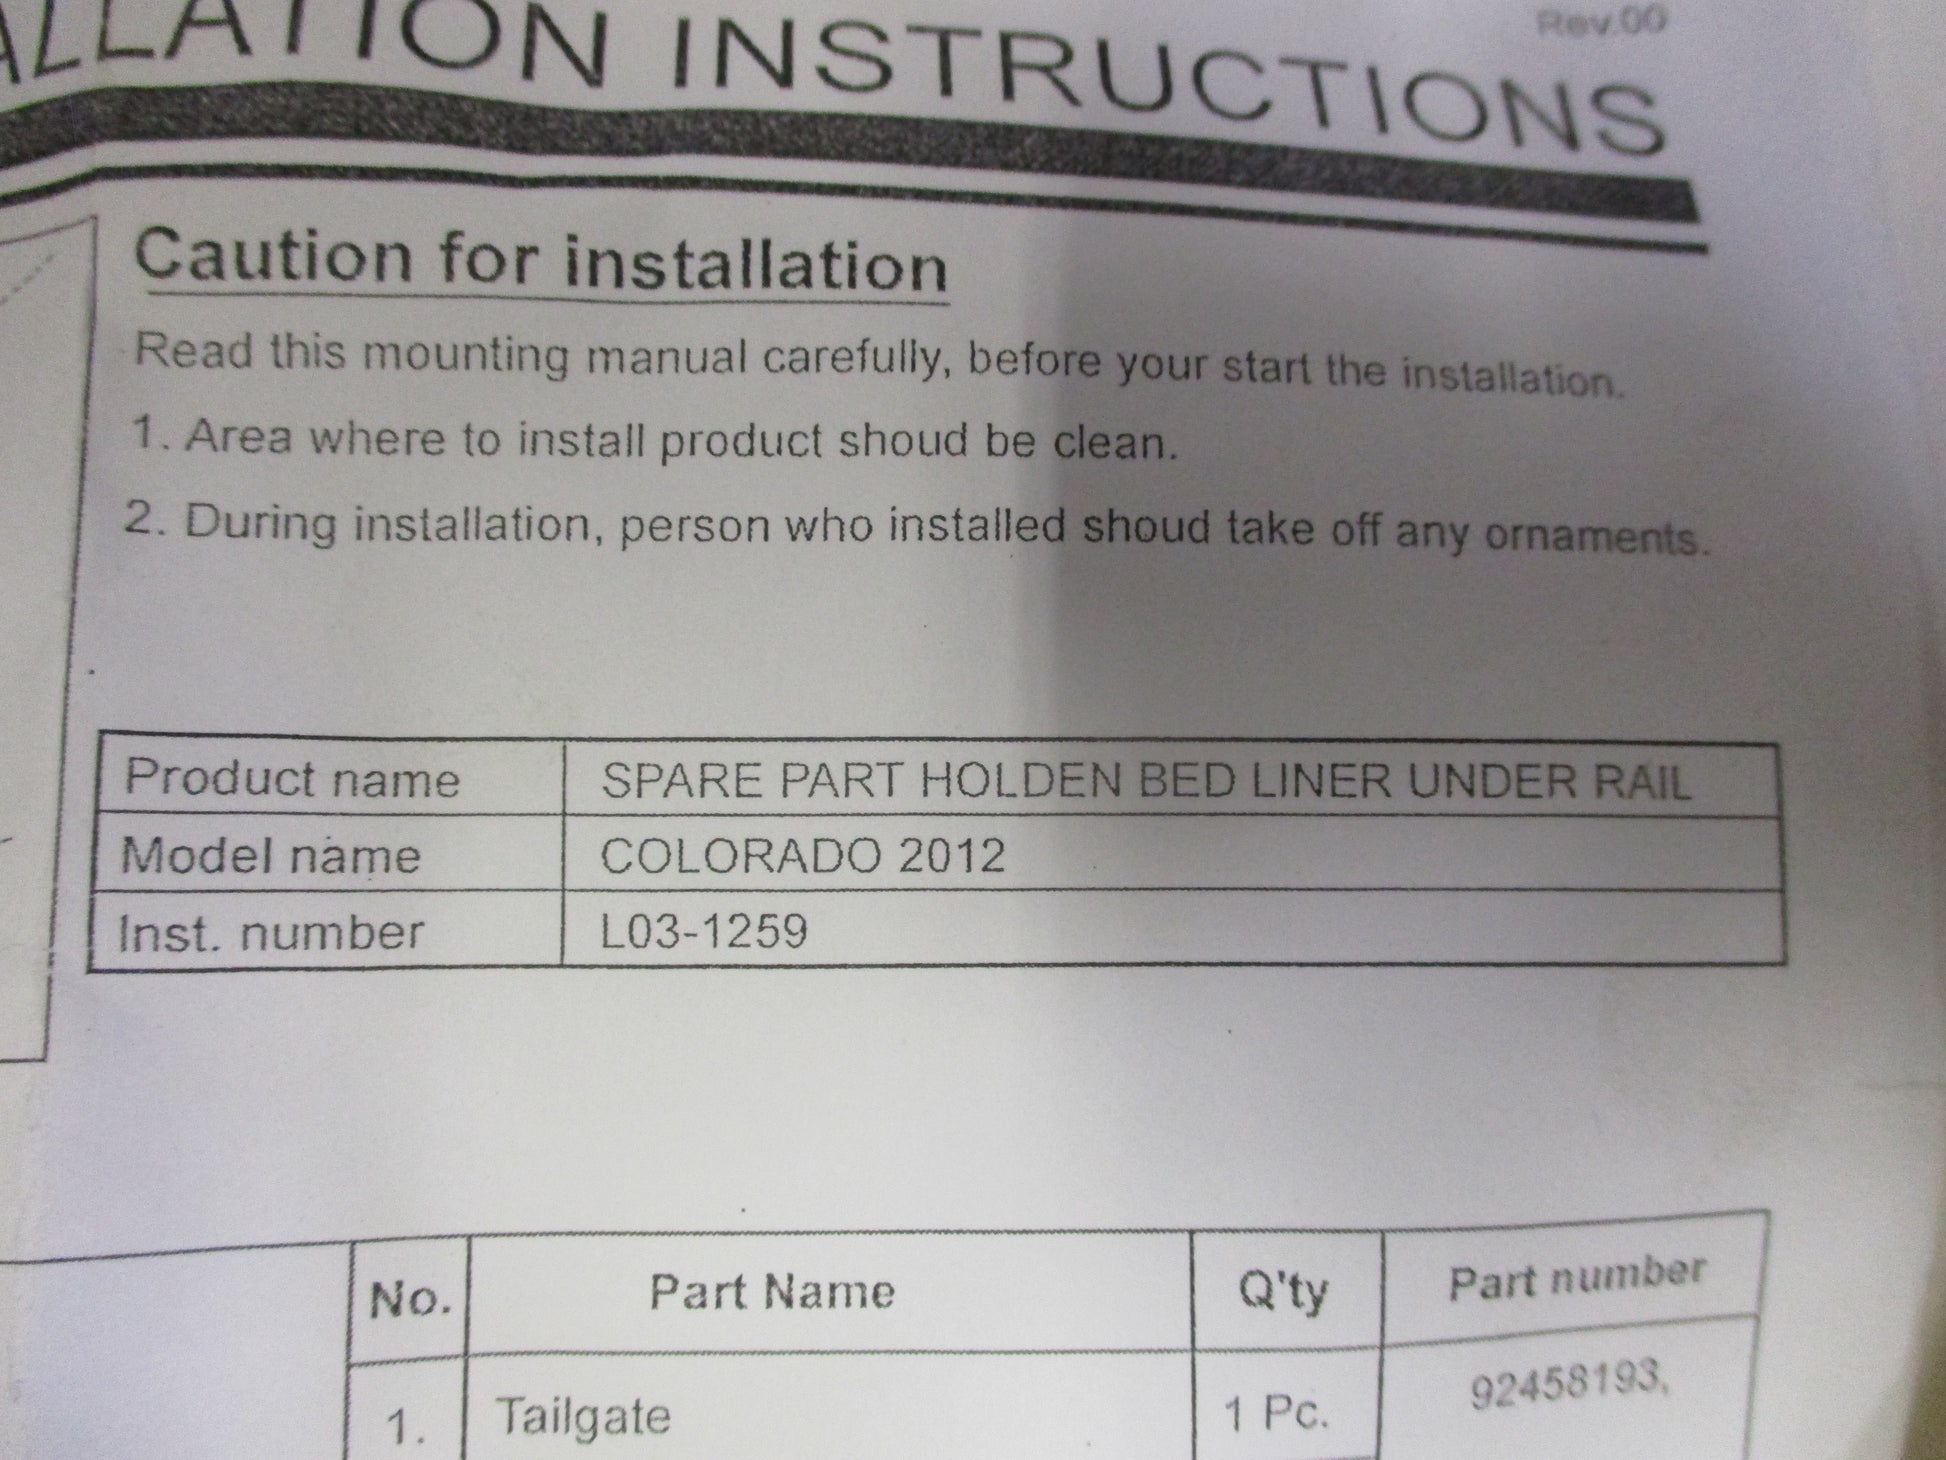 Rev.00
ALLATION INSTRUCTIONS
Caution for installation
Read this mounting manual carefully, before your start the installation.
1. Area where to install product shoud be clean.
2. During installation, person who installed shoud take off any ornaments.
Product name SPARE PART HOLDEN BED LINER UNDER RAIL
Model name COLORADO 2012
Inst. number L03-1259
No. Part Name Q'ty Part number
1. Tailgate 1 Pc. 92458193,